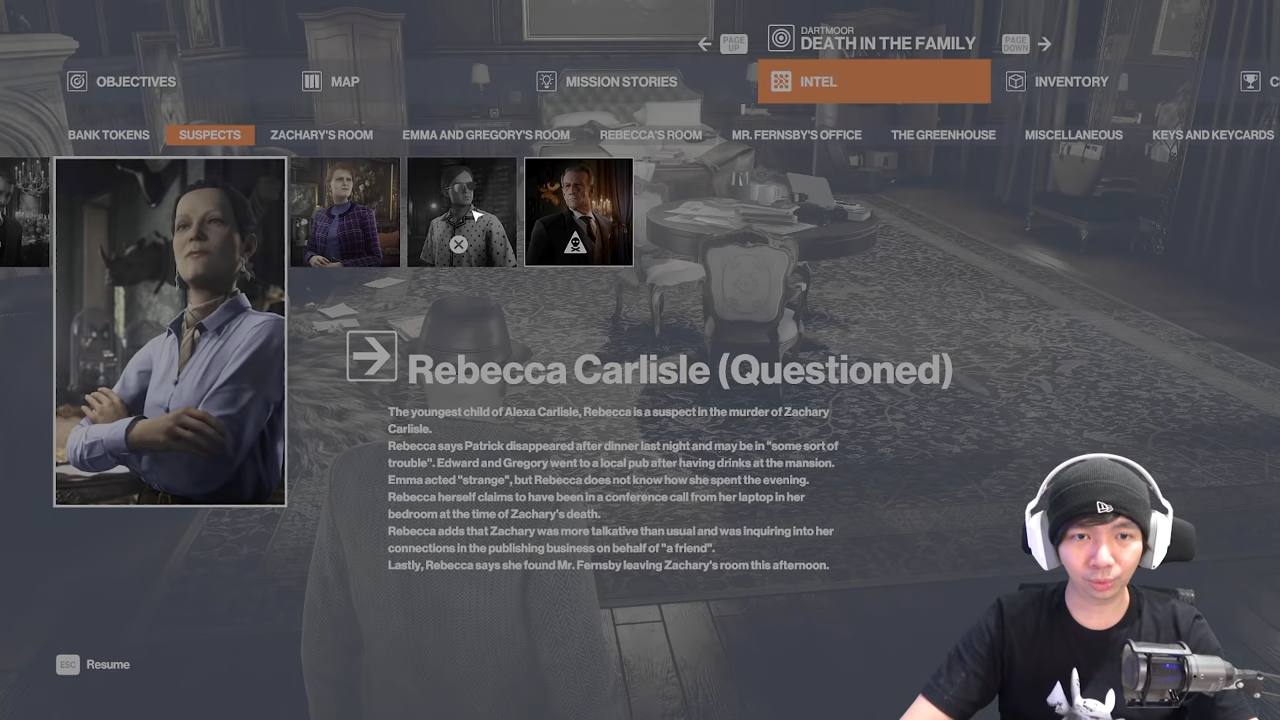 DARTMOOR
PAGE UP
DEATH IN THE FAMILY
PAGE DOWN
OBJECTIVES
MAP
MISSION STORIES
INTEL
INVENTORY
BANK TOKENS
SUSPECTS
ZACHARY'S ROOM
EMMA AND GREGORY'S ROOM
REBECCA'S ROOM
MR. FERNSBY'S OFFICE
THE GREENHOUSE
MISCELLANEOUS
KEYS AND KEYCARDS
Rebecca Carlisle (Questioned)
The youngest child of Alexa Carlisle, Rebecca is a suspect in the murder of Zachary
Carlisle.
Rebecca says Patrick disappeared after dinner last night and may be in "some sort of
trouble". Edward and Gregory went to a local pub after having drinks at the mansion.
Emma acted "strange", but Rebecca does not know how she spent the evening.
Rebecca herself claims to have been in a conference call from her laptop in her
bedroom at the time of Zachary's death.
Rebecca adds that Zachary was more talkative than usual and was inquiring into her
connections in the publishing business on behalf of "a friend".
Lastly, Rebecca says she found Mr. Fernsby leaving Zachary's room this afternoon.
ESC Resume